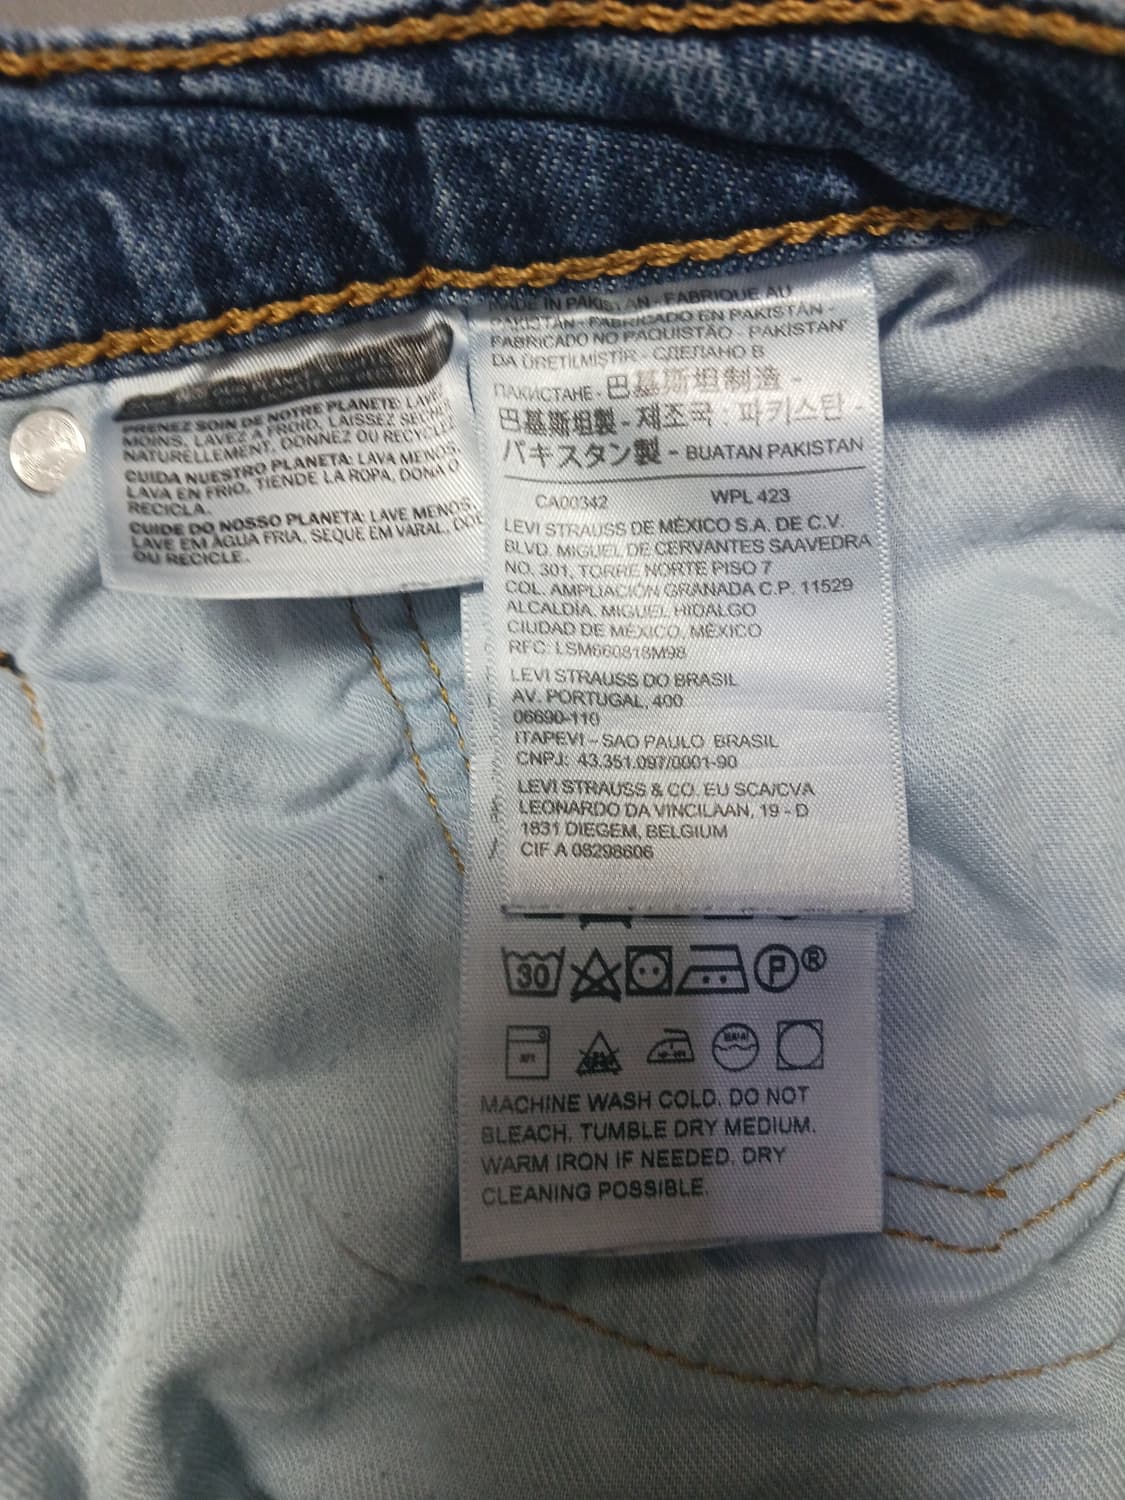 PRENEZ SOIN DE NOTRE PLANETE: LAVEZ
MOINS, LAVEZ A FROID, LAISSEZ SECHER
NATURELLEMENT, DONNEZ OU RECYCLEZ.
CUIDA NUESTRO PLANETA: LAVA MENOS,
LAVA EN FRIO, TIENDE LA ROPA, DONA O
RECICLA.
CUIDE DO NOSSO PLANETA: LAVE MENOS,
LAVE EM AGUA FRIA, SEQUE EM VARAL,
OU RECICLE.
MADE IN PAKISTAN - FABRIQUE AU
PAKISTAN - FABRICADO EN PAKISTÁN -
FABRICADO NO PAQUISTÃO - PAKISTAN'
DA ÜRETILMISTIR - СДЕЛАНО В
ПАКИСТАНЕ - 巴基斯坦制造 -
巴基斯坦製 - 제조국 : 파키스탄 -
パキスタン製 - BUATAN PAKISTAN
CA00342 WPL 423
LEVI STRAUSS DE MÉXICO S.A. DE C.V.
BLVD. MIGUEL DE CERVANTES SAAVEDRA
NO. 301, TORRE NORTE PISO 7
COL. AMPLIACIÓN GRANADA C.P. 11529
ALCALDÍA. MIGUEL HIDALGO
CIUDAD DE MÉXICO, MÉXICO
RFC: LSM660818M98
LEVI STRAUSS DO BRASIL
AV. PORTUGAL, 400
06690-110
ITAPEVI - SAO PAULO BRASIL
CNPJ: 43.351.097/0001-90
LEVI STRAUSS & CO. EU SCA/CVA
LEONARDO DA VINCILAAN, 19 - D
1831 DIEGEM, BELGIUM
CIF A 08298606
30 P ®
MACHINE WASH COLD. DO NOT
BLEACH. TUMBLE DRY MEDIUM.
WARM IRON IF NEEDED. DRY
CLEANING POSSIBLE.